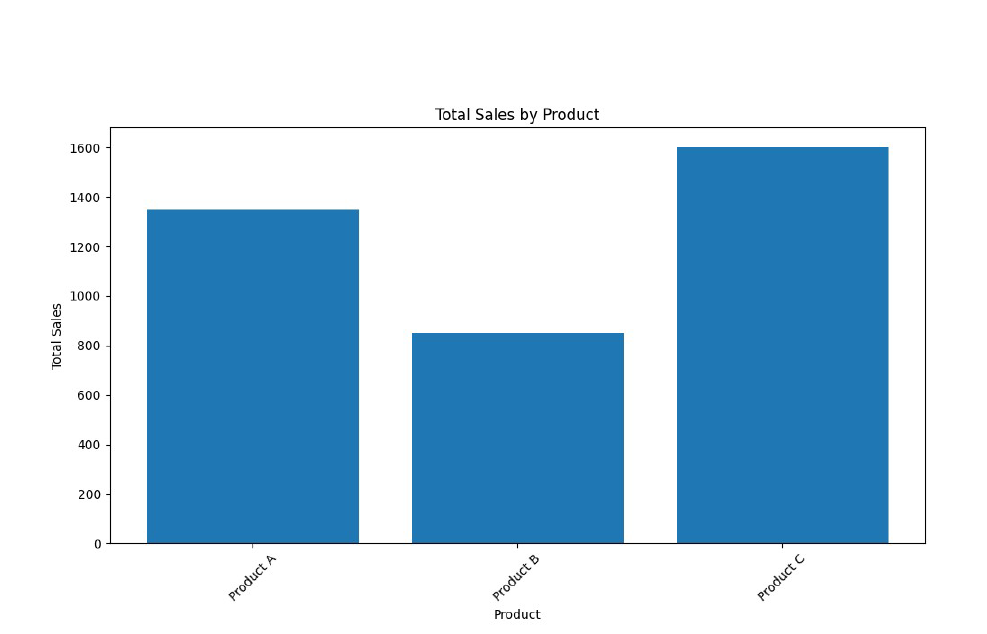 Total Sales by Product
1600
1400
1200
1000
800
600
400
200
0
Total Sales
Product A
Product B
Product C
Product